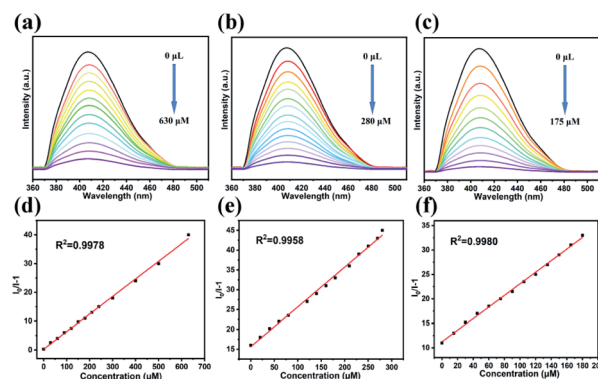 (a)
(b)
(c)
0 μL
630 μM
0 μL
280 μM
0 μL
175 μM
Intensity (a.u.)
Intensity (a.u.)
Intensity (a.u.)
360 380 400 420 440 460 480 500
360 380 400 420 440 460 480 500
360 380 400 420 440 460 480 500
Wavelength (nm)
Wavelength (nm)
Wavelength (nm)
(d)
(e)
(f)
R²=0.9978
R²=0.9958
R²=0.9980
I₀/I-1
40
30
20
10
0
I₀/I-1
45
40
35
30
25
20
15
I₀/I-1
35
30
25
20
15
10
0 100 200 300 400 500 600 700
0 50 100 150 200 250 300
0 20 40 60 80 100 120 140 160 180 200
Concentration (μM)
Concentration (μM)
Concentration (μM)